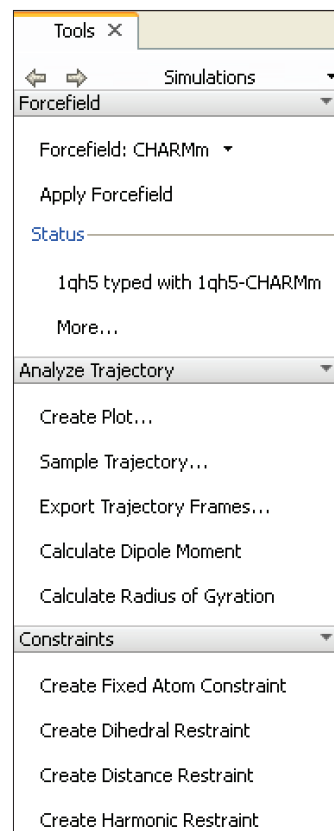 Tools
Simulations
Forcefield
Forcefield: CHARMm
Apply Forcefield
Status
1qh5 typed with 1qh5-CHARMm
More...
Analyze Trajectory
Create Plot...
Sample Trajectory...
Export Trajectory Frames...
Calculate Dipole Moment
Calculate Radius of Gyration
Constraints
Create Fixed Atom Constraint
Create Dihedral Restraint
Create Distance Restraint
Create Harmonic Restraint